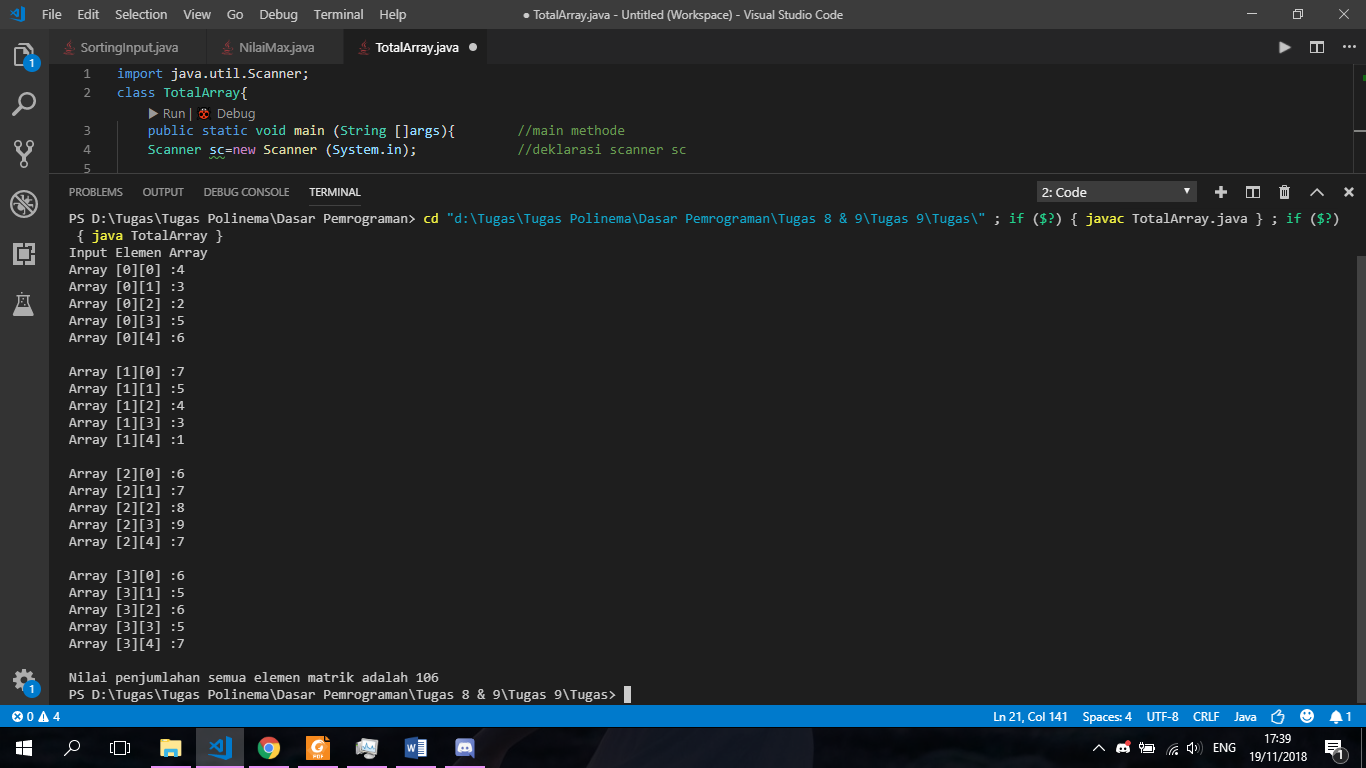 File Edit Selection View Go Debug Terminal Help ● TotalArray.java - Untitled (Workspace) - Visual Studio Code
SortingInput.java NilaiMax.java TotalArray.java
1 import java.util.Scanner;
2 class TotalArray{
Run | Debug
3 public static void main (String []args){ //main methode
4 Scanner sc=new Scanner (System.in); //deklarasi scanner sc
5
PROBLEMS OUTPUT DEBUG CONSOLE TERMINAL 2: Code
PS D:\Tugas\Tugas Polinema\Dasar Pemrograman> cd "d:\Tugas\Tugas Polinema\Dasar Pemrograman\Tugas 8 & 9\Tugas 9\Tugas\" ; if ($?) { javac TotalArray.java } ; if ($?)
{ java TotalArray }
Input Elemen Array
Array [0][0] :4
Array [0][1] :3
Array [0][2] :2
Array [0][3] :5
Array [0][4] :6
Array [1][0] :7
Array [1][1] :5
Array [1][2] :4
Array [1][3] :3
Array [1][4] :1
Array [2][0] :6
Array [2][1] :7
Array [2][2] :8
Array [2][3] :9
Array [2][4] :7
Array [3][0] :6
Array [3][1] :5
Array [3][2] :6
Array [3][3] :5
Array [3][4] :7
Nilai penjumlahan semua elemen matrik adalah 106
PS D:\Tugas\Tugas Polinema\Dasar Pemrograman\Tugas 8 & 9\Tugas 9\Tugas>
1
1
0 4 Ln 21, Col 141 Spaces: 4 UTF-8 CRLF Java 1
ENG
17:39
19/11/2018
1
PDF